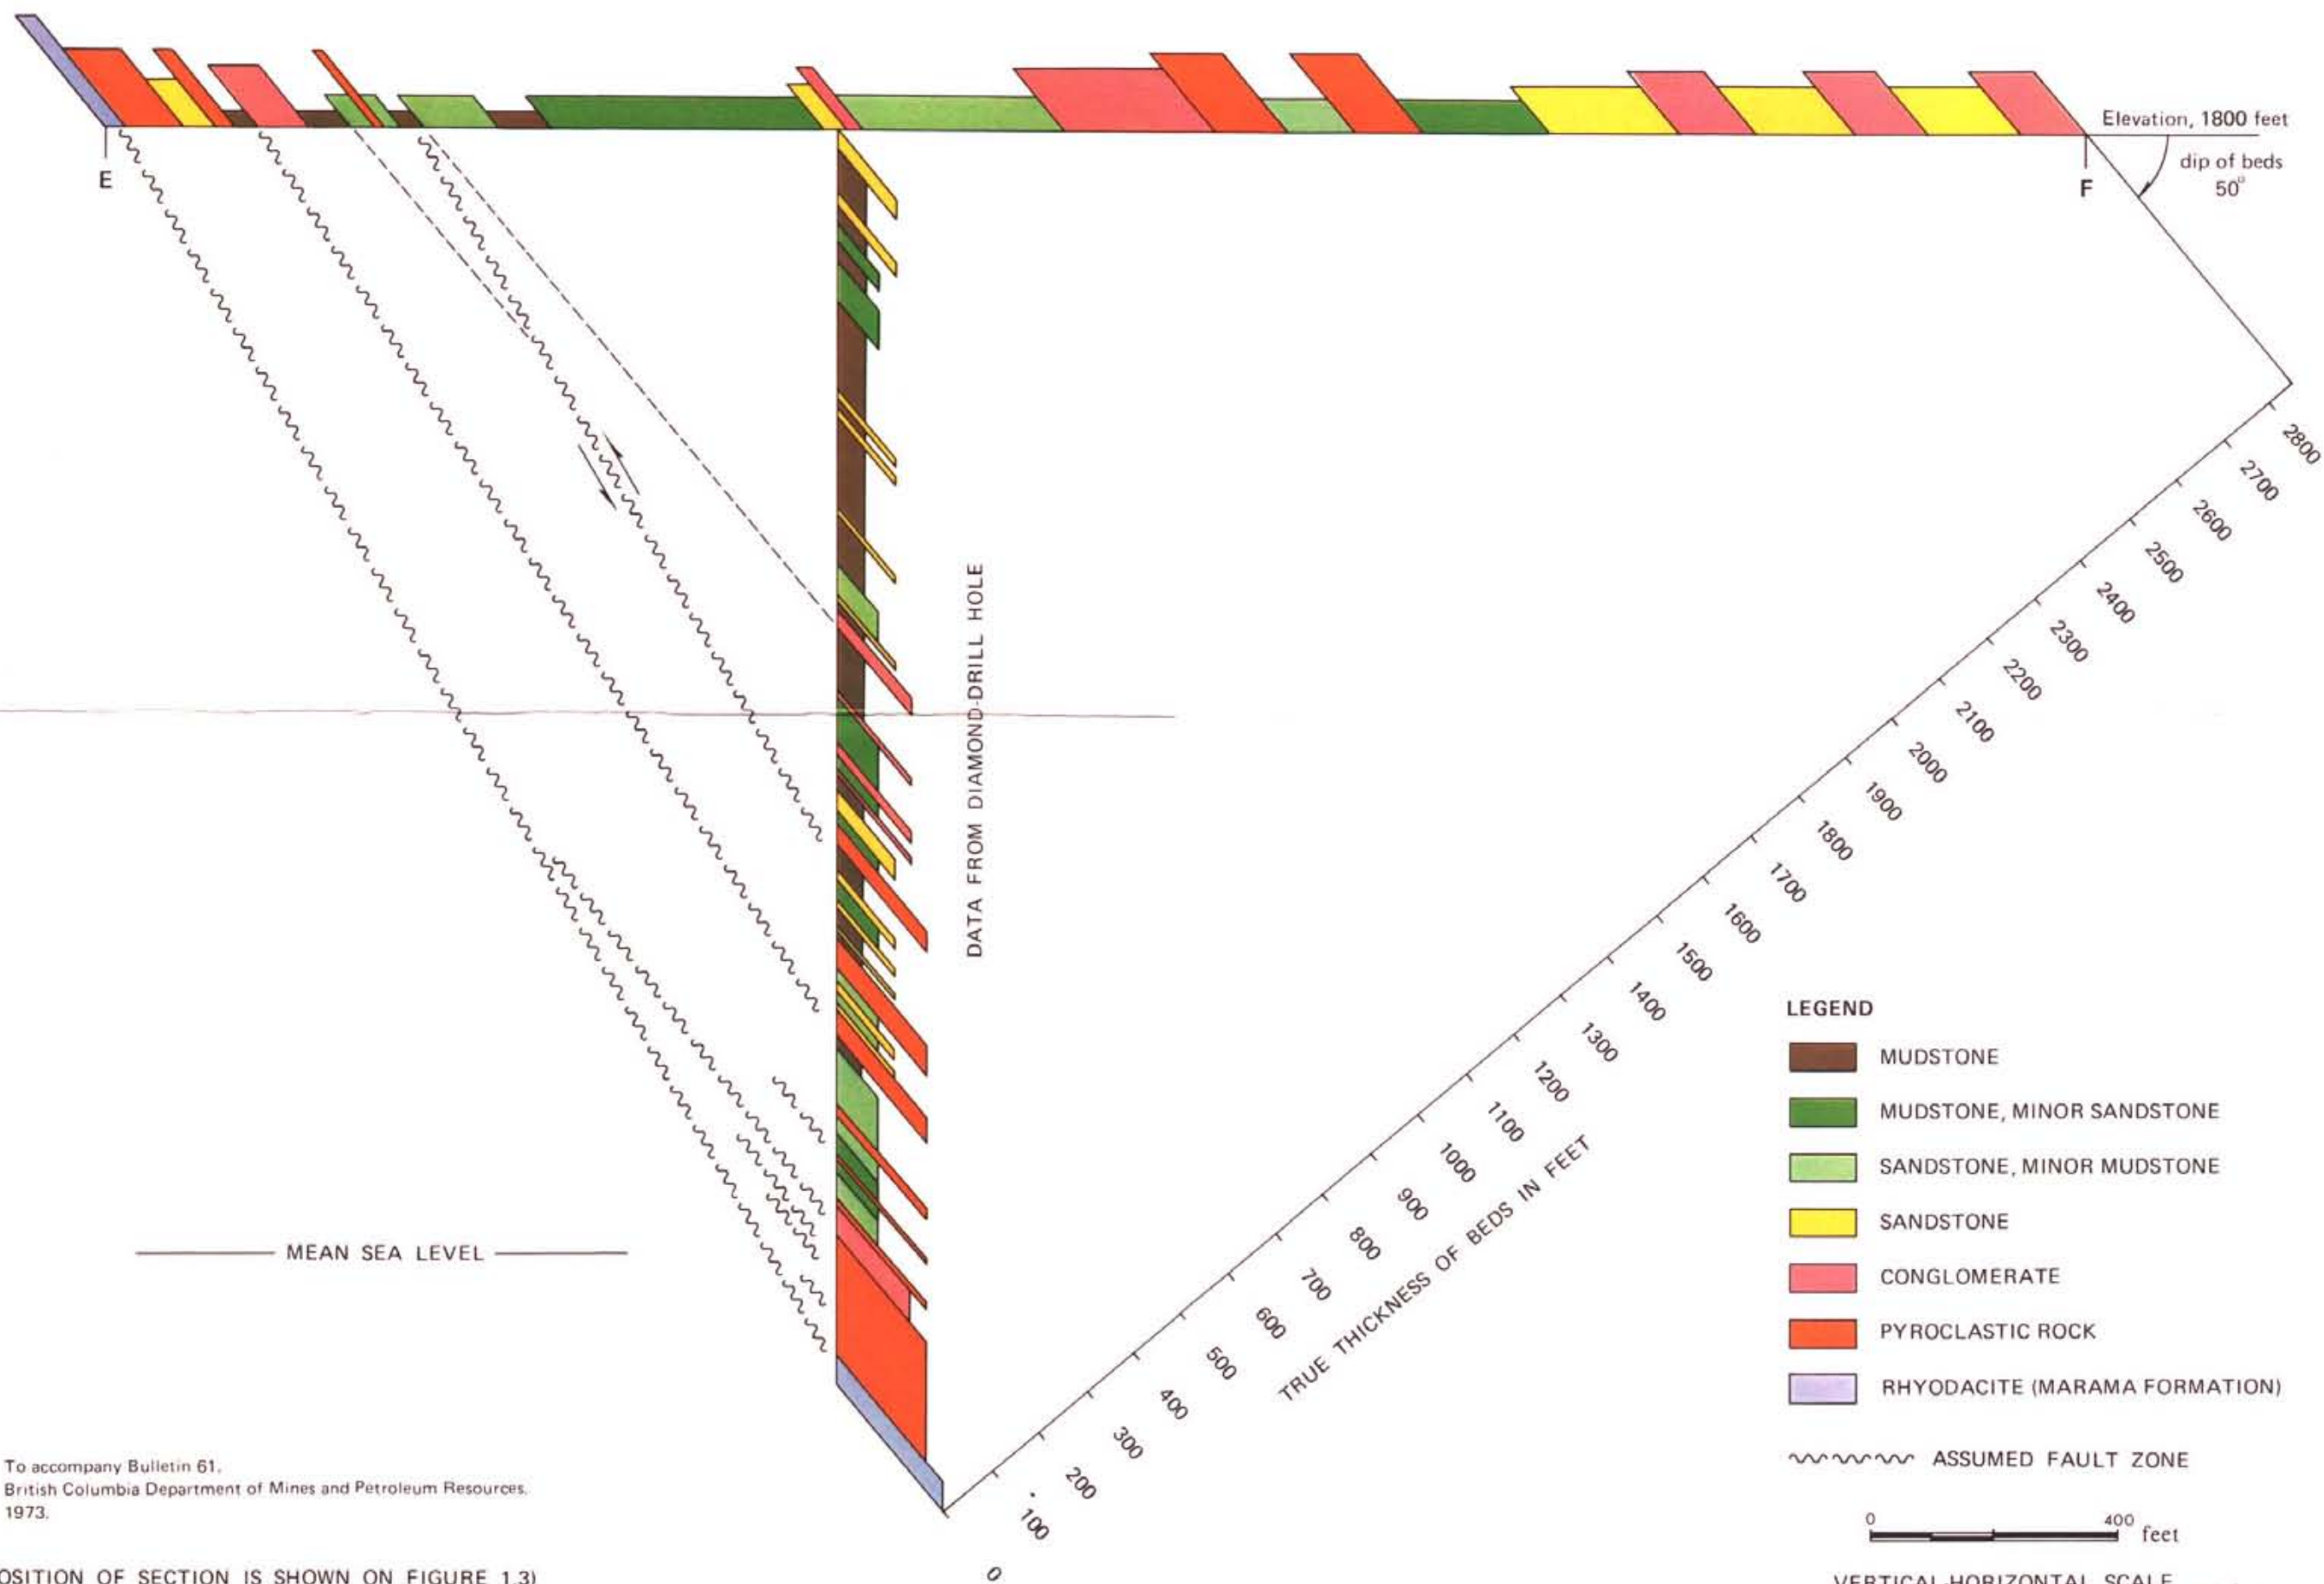 Elevation, 1800 feet
dip of beds
50°
E
F
DATA FROM DIAMOND-DRILL HOLE
2800
2700
2600
2500
2400
2300
2200
2100
2000
1900
1800
1700
1600
1500
1400
1300
1200
1100
1000
900
800
700
600
500
400
300
200
100
0
TRUE THICKNESS OF BEDS IN FEET
MEAN SEA LEVEL
LEGEND
MUDSTONE
MUDSTONE, MINOR SANDSTONE
SANDSTONE, MINOR MUDSTONE
SANDSTONE
CONGLOMERATE
PYROCLASTIC ROCK
RHYODACITE (MARAMA FORMATION)
ASSUMED FAULT ZONE
0 400 feet
VERTICAL-HORIZONTAL SCALE
To accompany Bulletin 61,
British Columbia Department of Mines and Petroleum Resources,
1973.
OSITION OF SECTION IS SHOWN ON FIGURE 1.3)